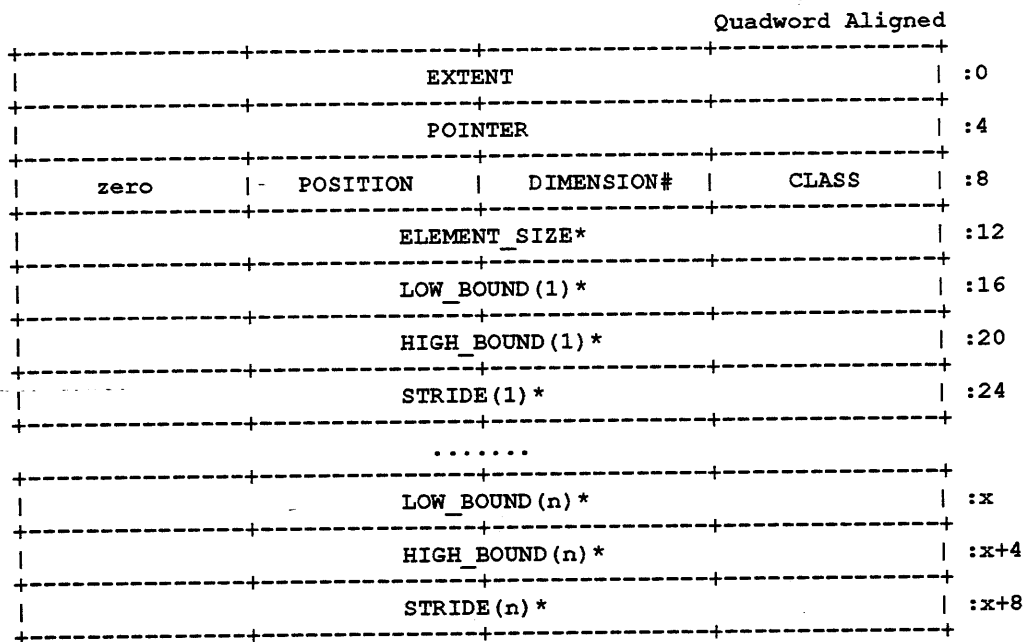 Quadword Aligned
EXTENT :0
POINTER :4
zero POSITION DIMENSION# CLASS :8
ELEMENT_SIZE* :12
LOW_BOUND(1)* :16
HIGH_BOUND(1)* :20
STRIDE(1)* :24
.......
LOW_BOUND(n)* :x
HIGH_BOUND(n)* :x+4
STRIDE(n)* :x+8